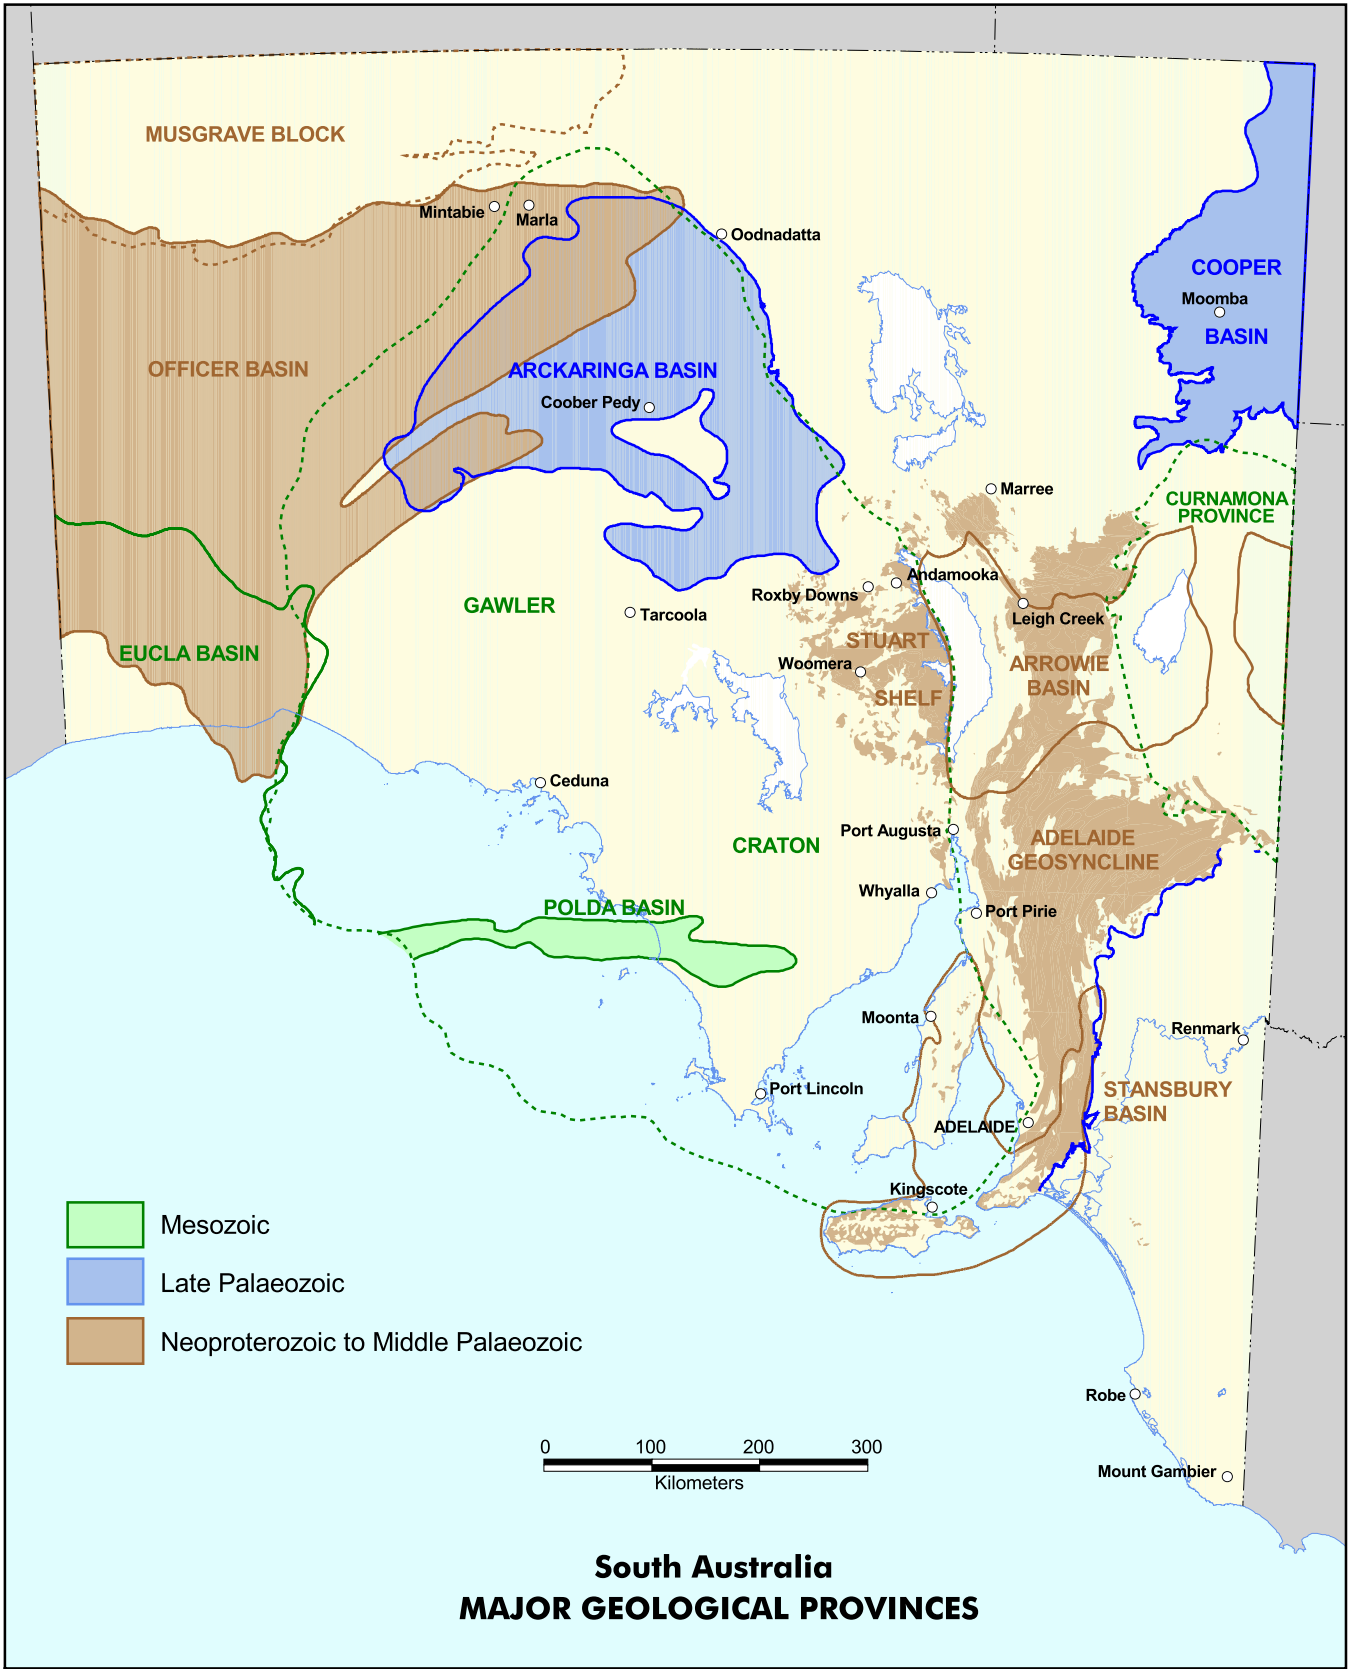 MUSGRAVE BLOCK
Mintabie
Marla
Oodnadatta
COOPER
Moomba
BASIN
OFFICER BASIN
ARCKARINGA BASIN
Coober Pedy
Marree
CURNAMONA
PROVINCE
Andamooka
Roxby Downs
GAWLER
Tarcoola
Leigh Creek
STUART
EUCLA BASIN
Woomera
ARROWIE
BASIN
SHELF
Ceduna
Port Augusta
CRATON
ADELAIDE
GEOSYNCLINE
Whyalla
POLDA BASIN
Port Pirie
Moonta
Renmark
Port Lincoln
STANSBURY
BASIN
ADELAIDE
Kingscote
Mesozoic
Late Palaeozoic
Neoproterozoic to Middle Palaeozoic
Robe
0 100 200 300
Kilometers
Mount Gambier
South Australia
MAJOR GEOLOGICAL PROVINCES